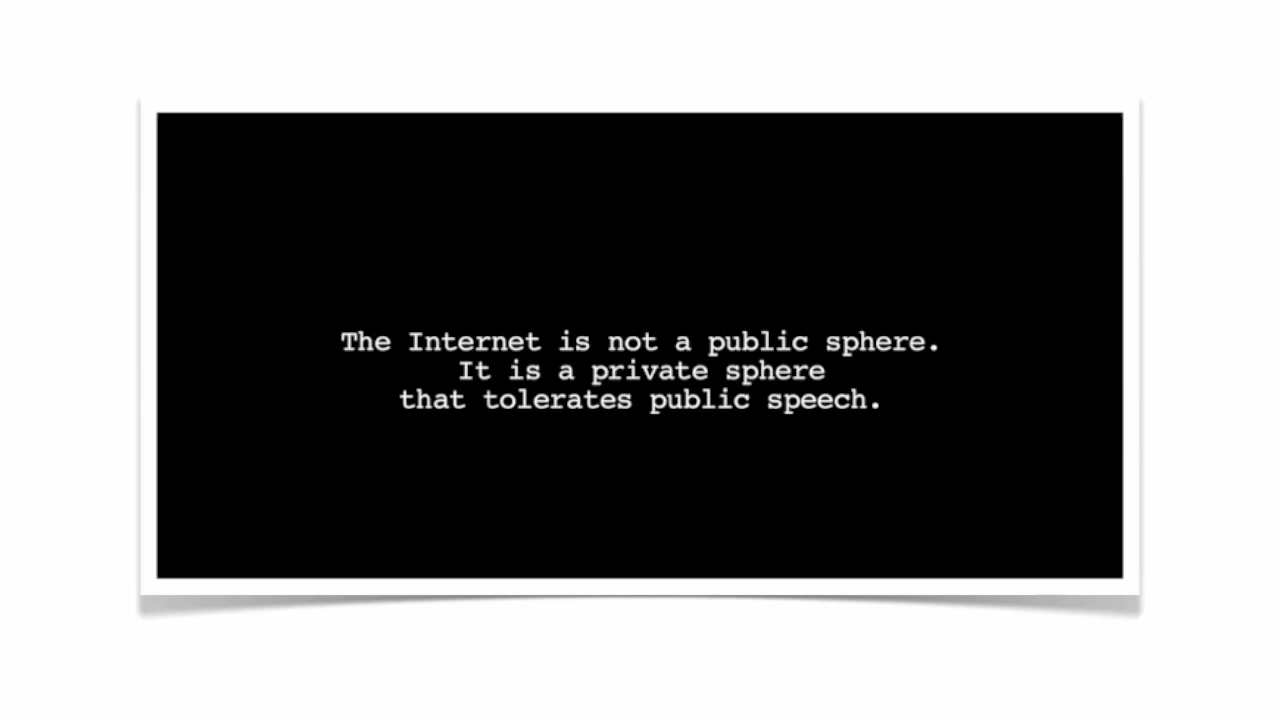 The Internet is not a public sphere.
It is a private sphere
that tolerates public speech.